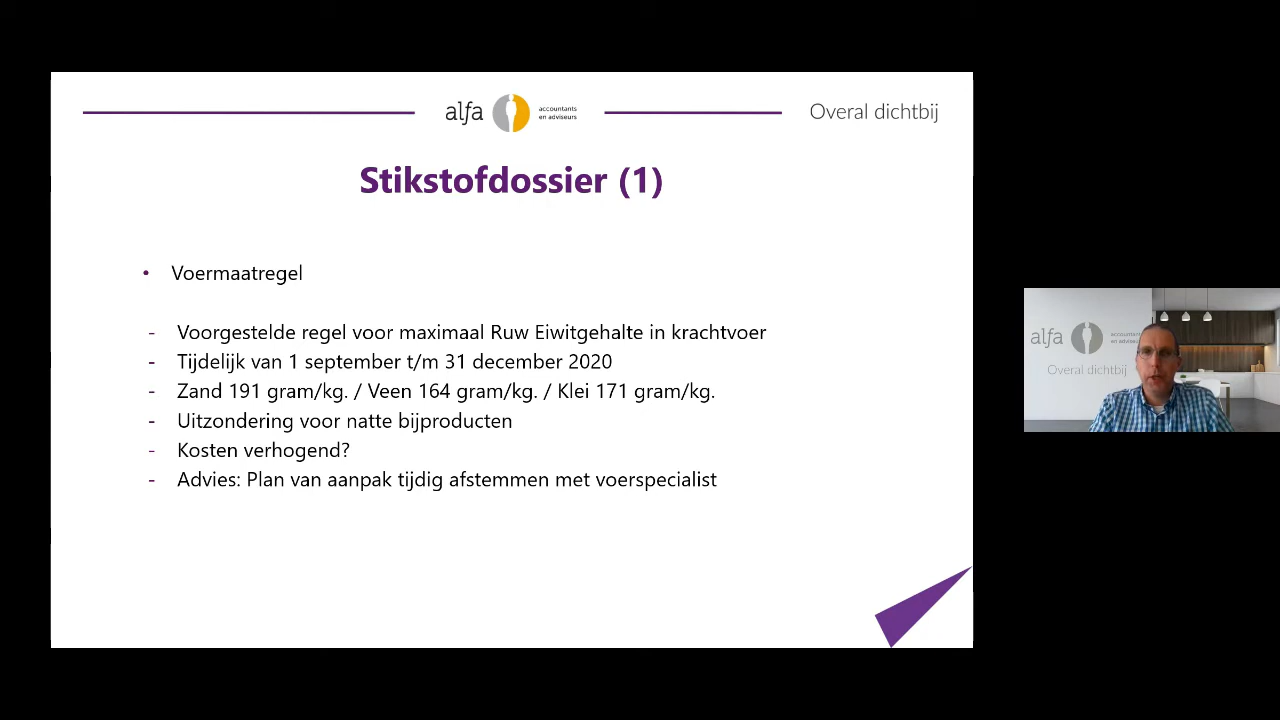 alfa
accountants
en adviseurs
Overal dichtbij
Stikstofdossier (1)
• Voermaatregel
- Voorgestelde regel voor maximaal Ruw Eiwitgehalte in krachtvoer
- Tijdelijk van 1 september t/m 31 december 2020
- Zand 191 gram/kg. / Veen 164 gram/kg. / Klei 171 gram/kg.
- Uitzondering voor natte bijproducten
- Kosten verhogend?
- Advies: Plan van aanpak tijdig afstemmen met voerspecialist
alfa
en adviseurs
Overal dichtbij